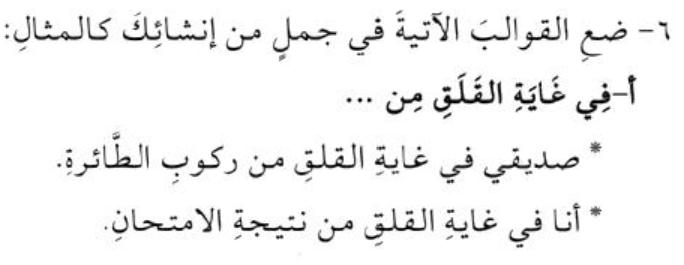 ٦- ضعِ القوالبَ الآتيةَ في جملٍ من إنشائِكَ كالمثالِ:
أ-فِي غَايَةِ القَلَقِ مِن ...
* صديقي في غايةِ القلقِ من ركوبِ الطَّائرةِ.
* أنا في غايةِ القلقِ من نتيجةِ الامتحانِ.